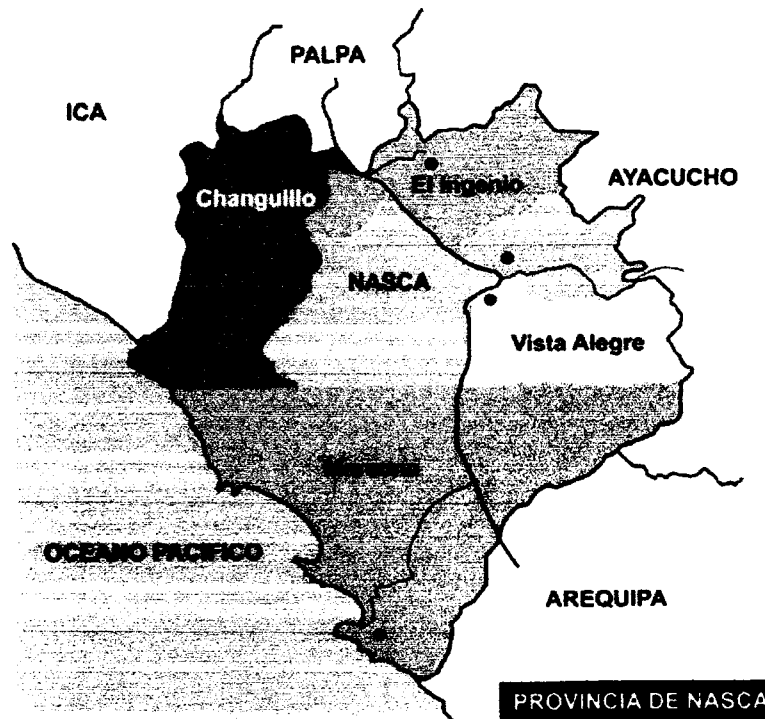 PALPA
ICA
Changuillo
El Ingenio
AYACUCHO
NASCA
Vista Alegre
OCEANO PACIFICO
AREQUIPA
PROVINCIA DE NASCA